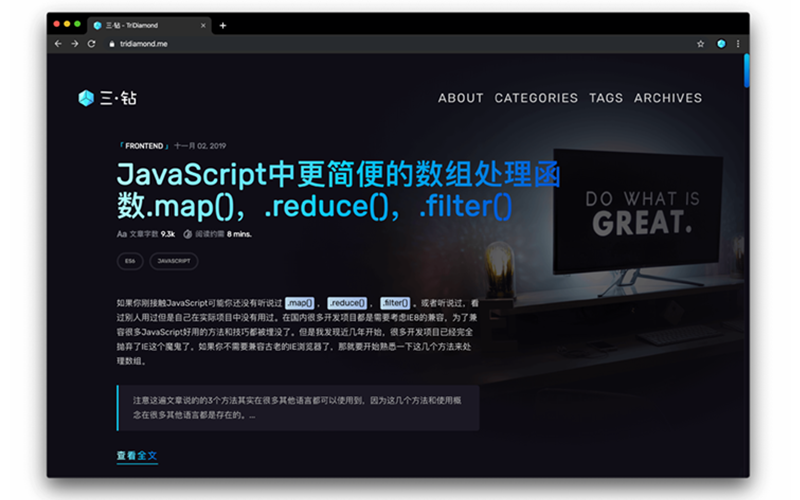 三·钻 - TriDiamond
tridiamond.me
三·钻
ABOUT CATEGORIES TAGS ARCHIVES
「 FRONTEND 」 十一月 02, 2019
JavaScript中更简便的数组处理函
数.map()，.reduce()，.filter()
Aa 文章字数 9.3k 阅读约需 8 mins.
ES6 JAVASCRIPT
DO WHAT IS
GREAT.
如果你刚接触JavaScript可能你还没有听说过 .map() ， .reduce() ， .filter() 。或者听说过，看
过别人用过但是自己在实际项目中没有用过。在国内很多开发项目都是需要考虑IE8的兼容，为了兼
容很多JavaScript好用的方法和技巧都被埋没了。但是我发现近几年开始，很多开发项目已经完全
抛弃了IE这个魔鬼了。如果你不需要兼容古老的IE浏览器了，那就要开始熟悉一下这几个方法来处
理数组。
注意这遍文章说的的3个方法其实在很多其他语言都可以使用到，因为这几个方法和使用概
念在很多其他语言都是存在的。...
查看全文